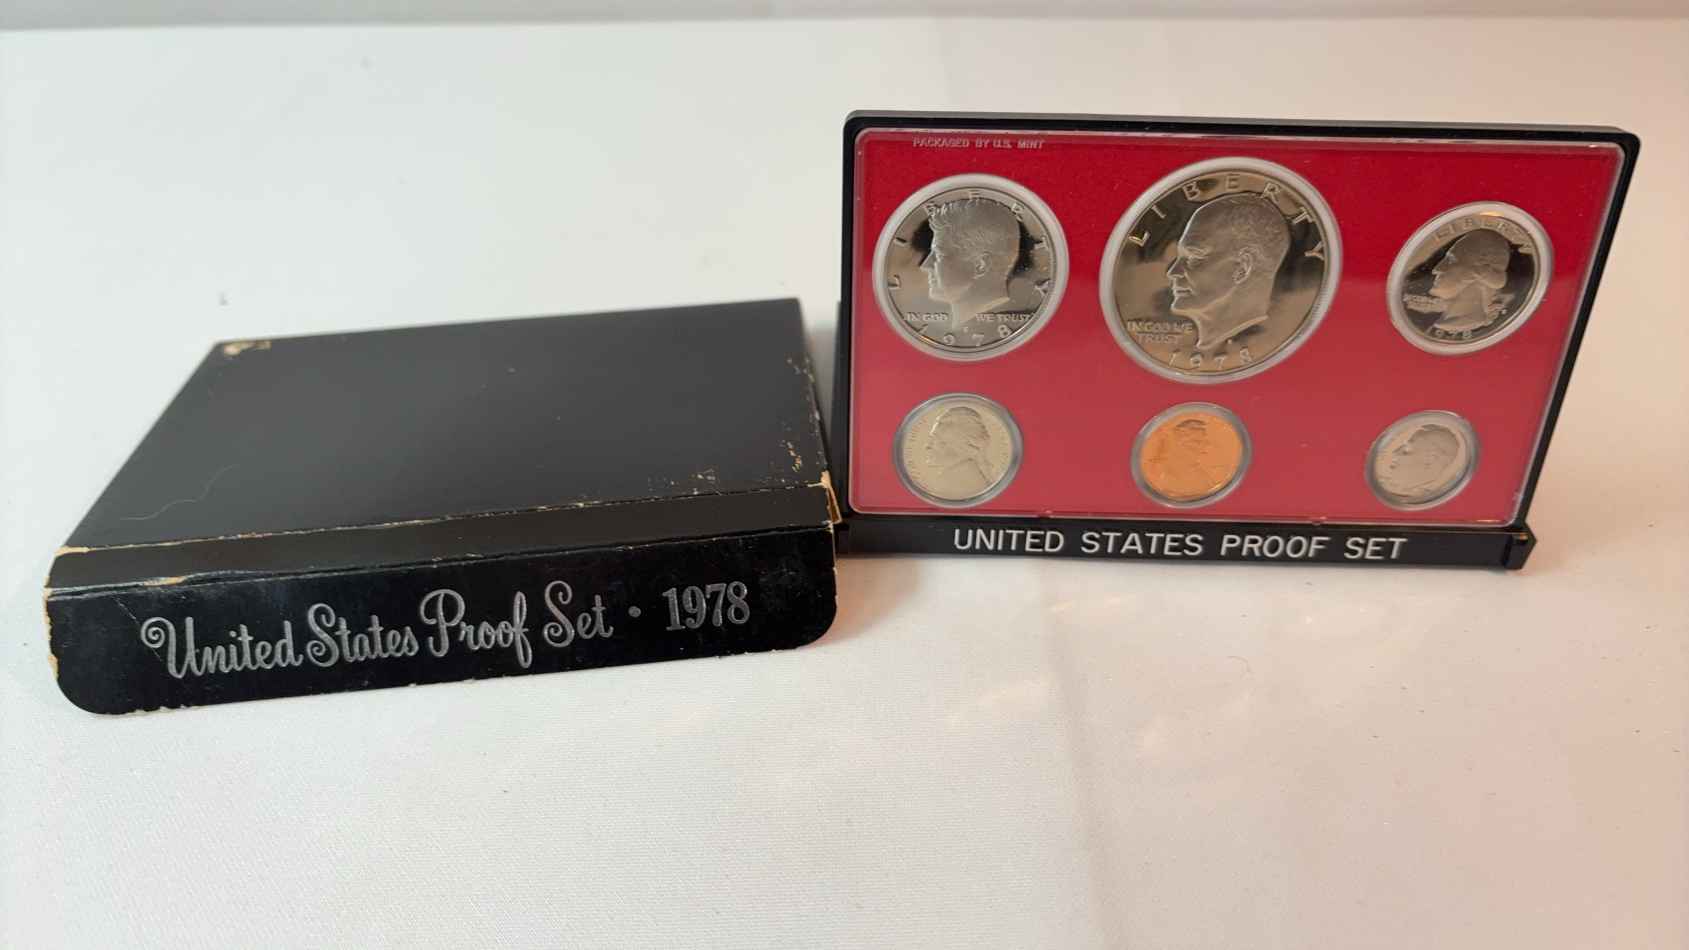 United States Proof Set • 1978
PACKAGED BY U.S. MINT
LIBERTY
IN GOD WE TRUST
1978
LIBERTY
IN GOD WE
TRUST
1978
LIBERTY
1978
UNITED STATES PROOF SET